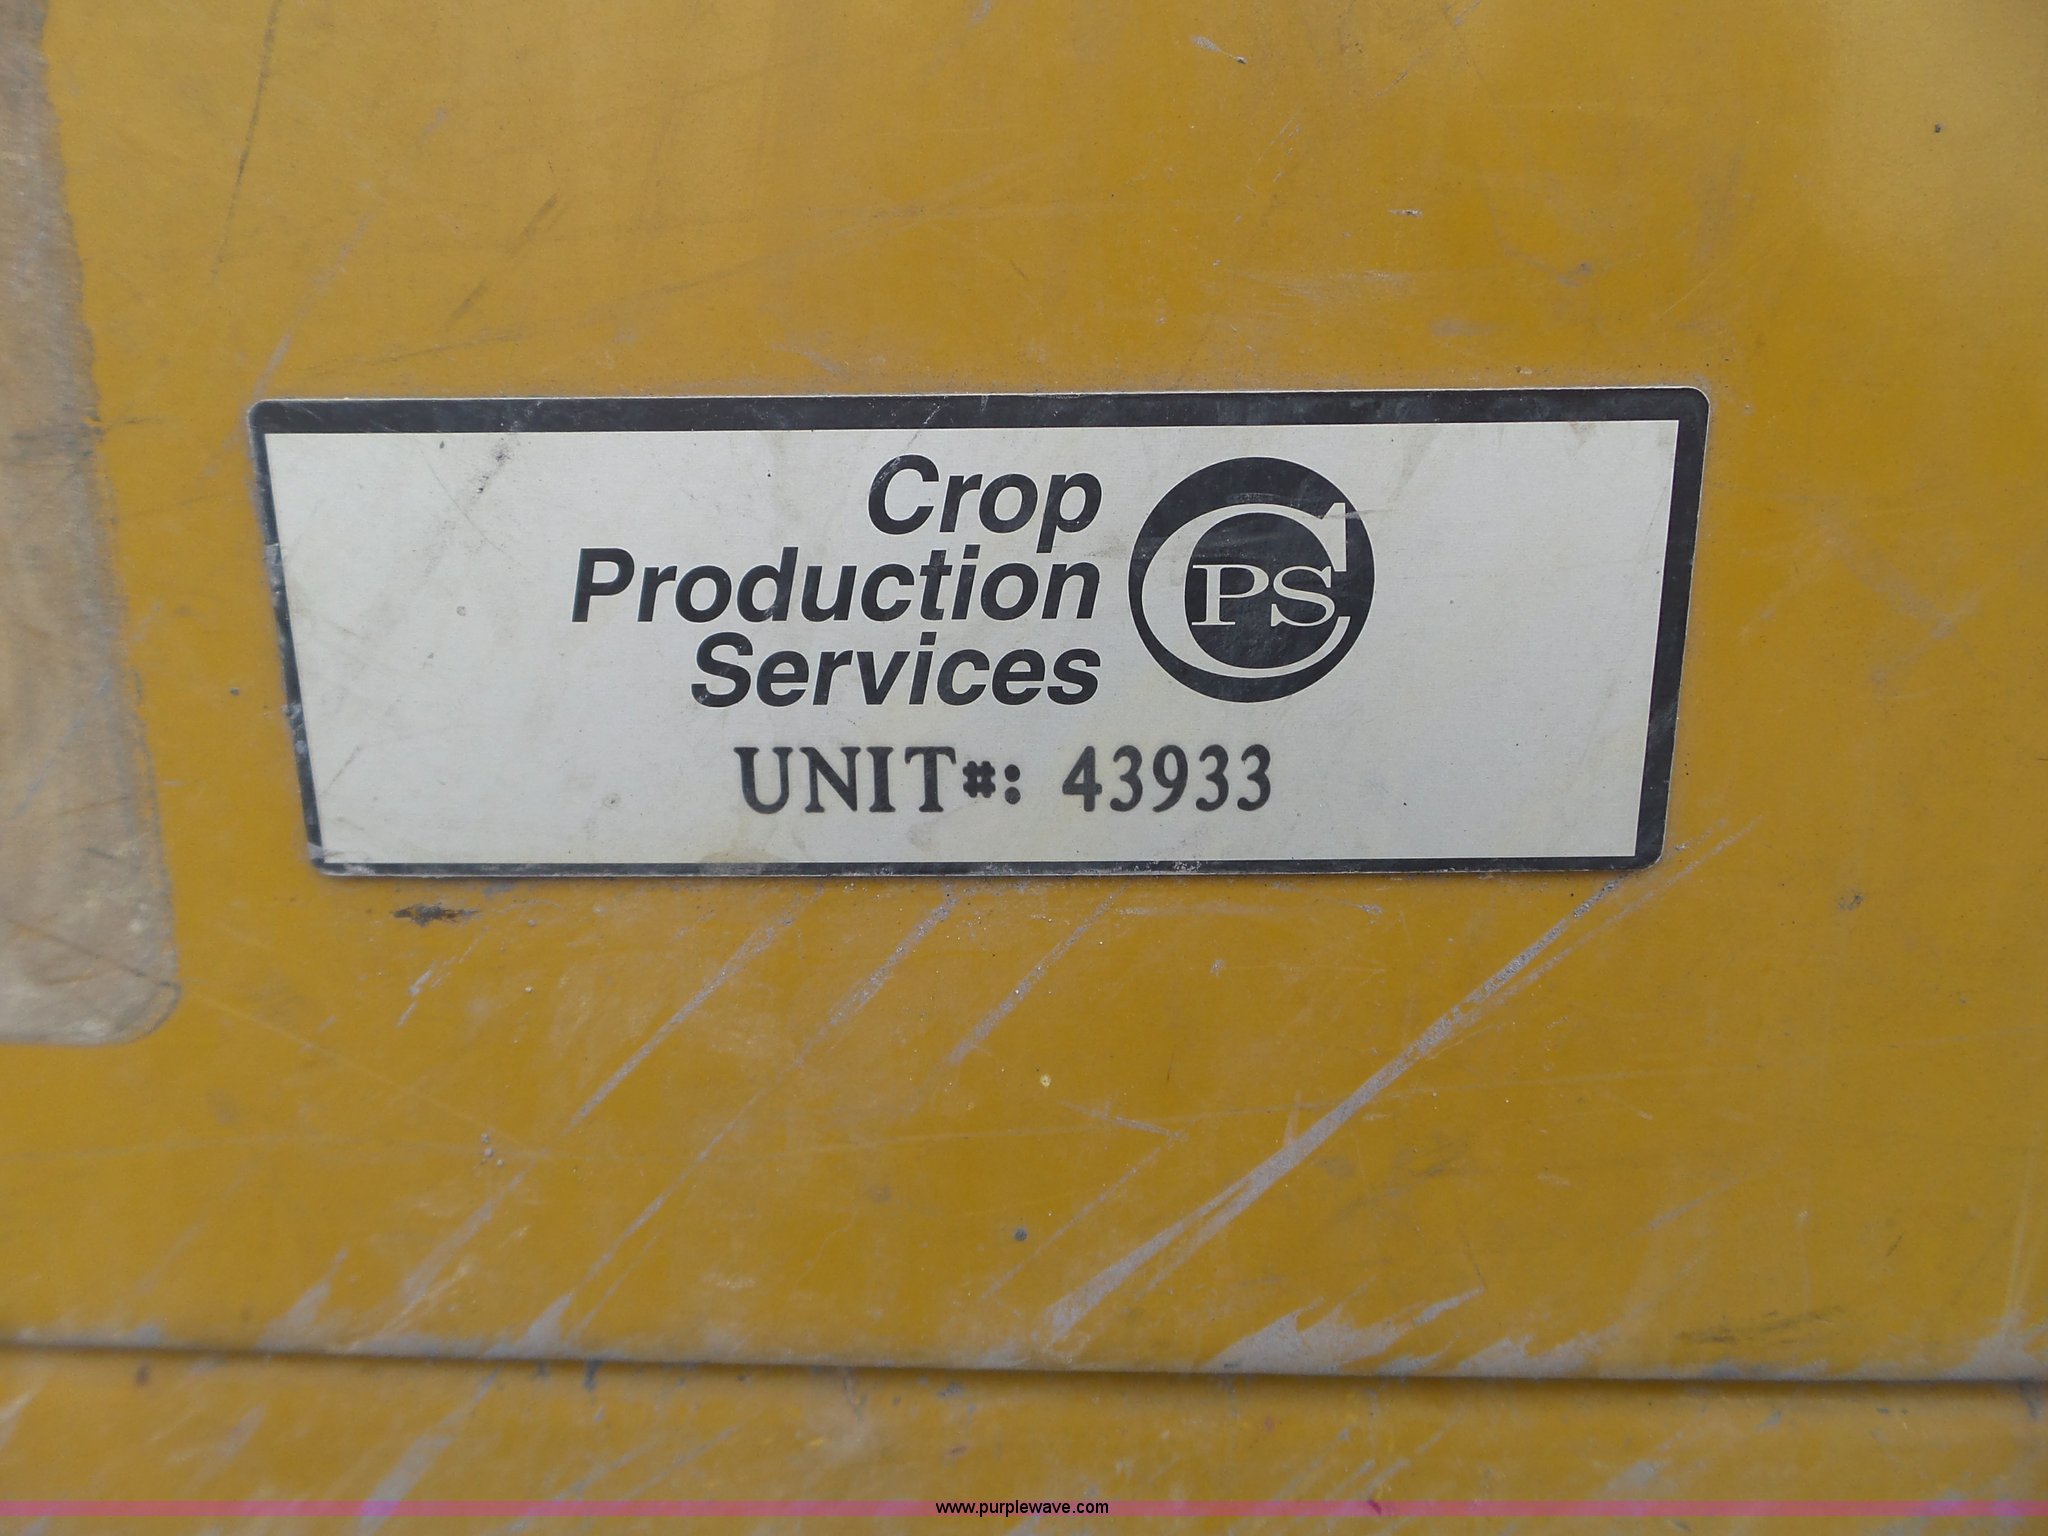 Crop
Production
Services
CPS
UNIT#: 43933
www.purplewave.com